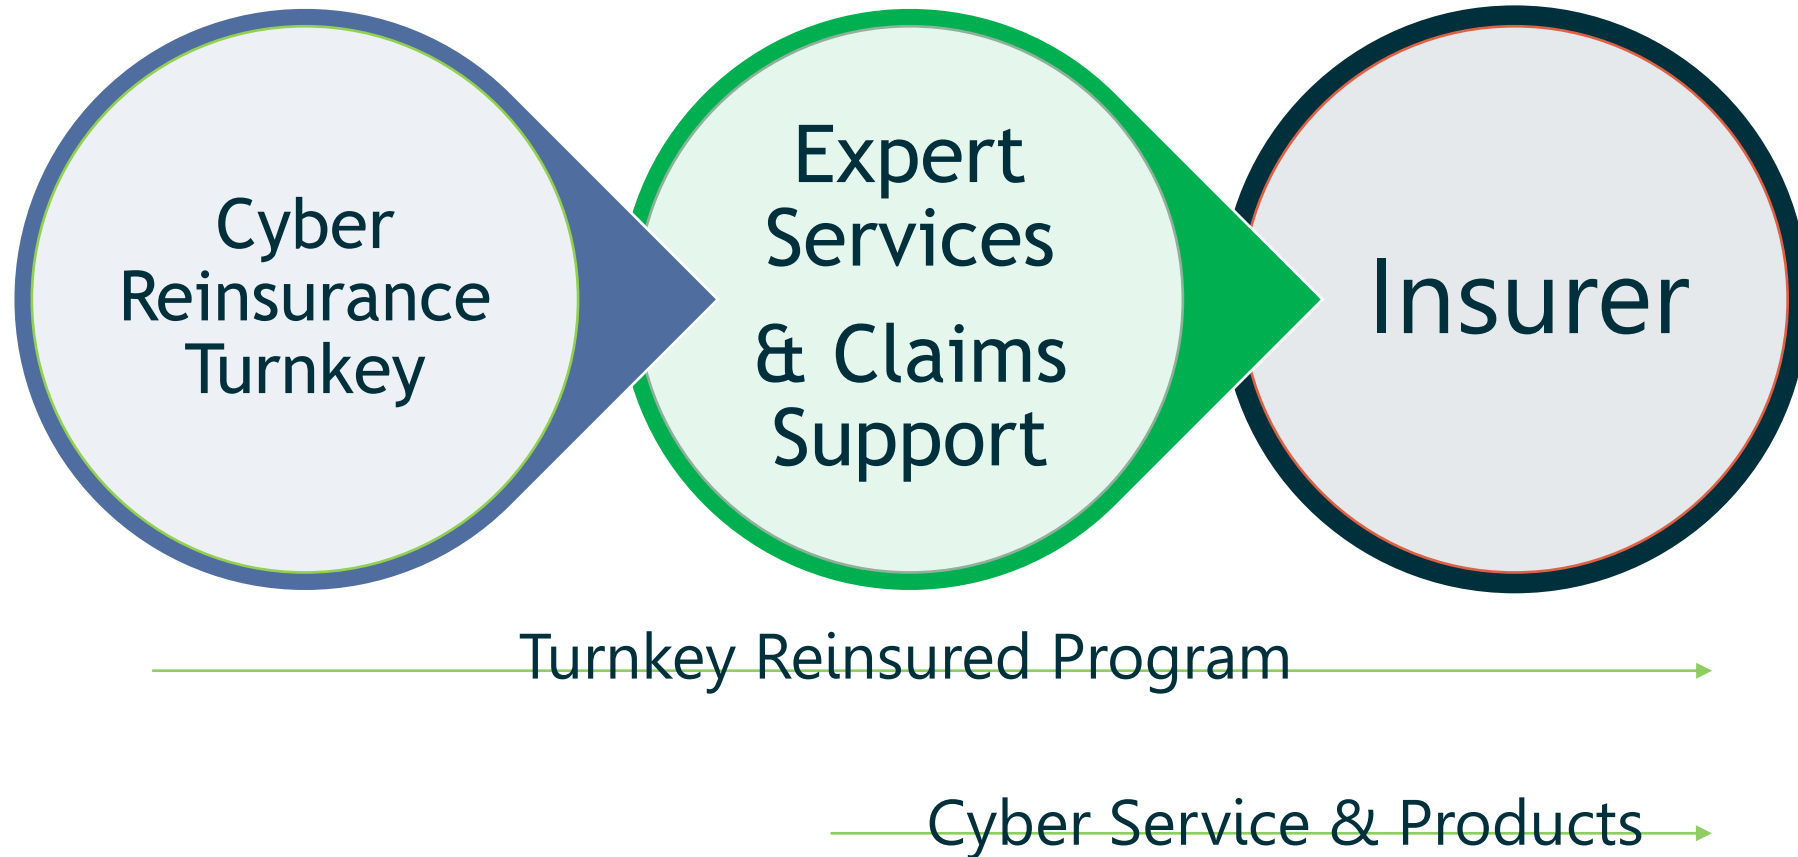 Cyber
Reinsurance
Turnkey
Expert
Services
& Claims
Support
Insurer
Turnkey Reinsured Program
Cyber Service & Products